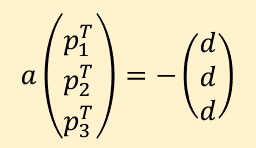 a ( p_1^T p_2^T p_3^T ) = − ( d d d )